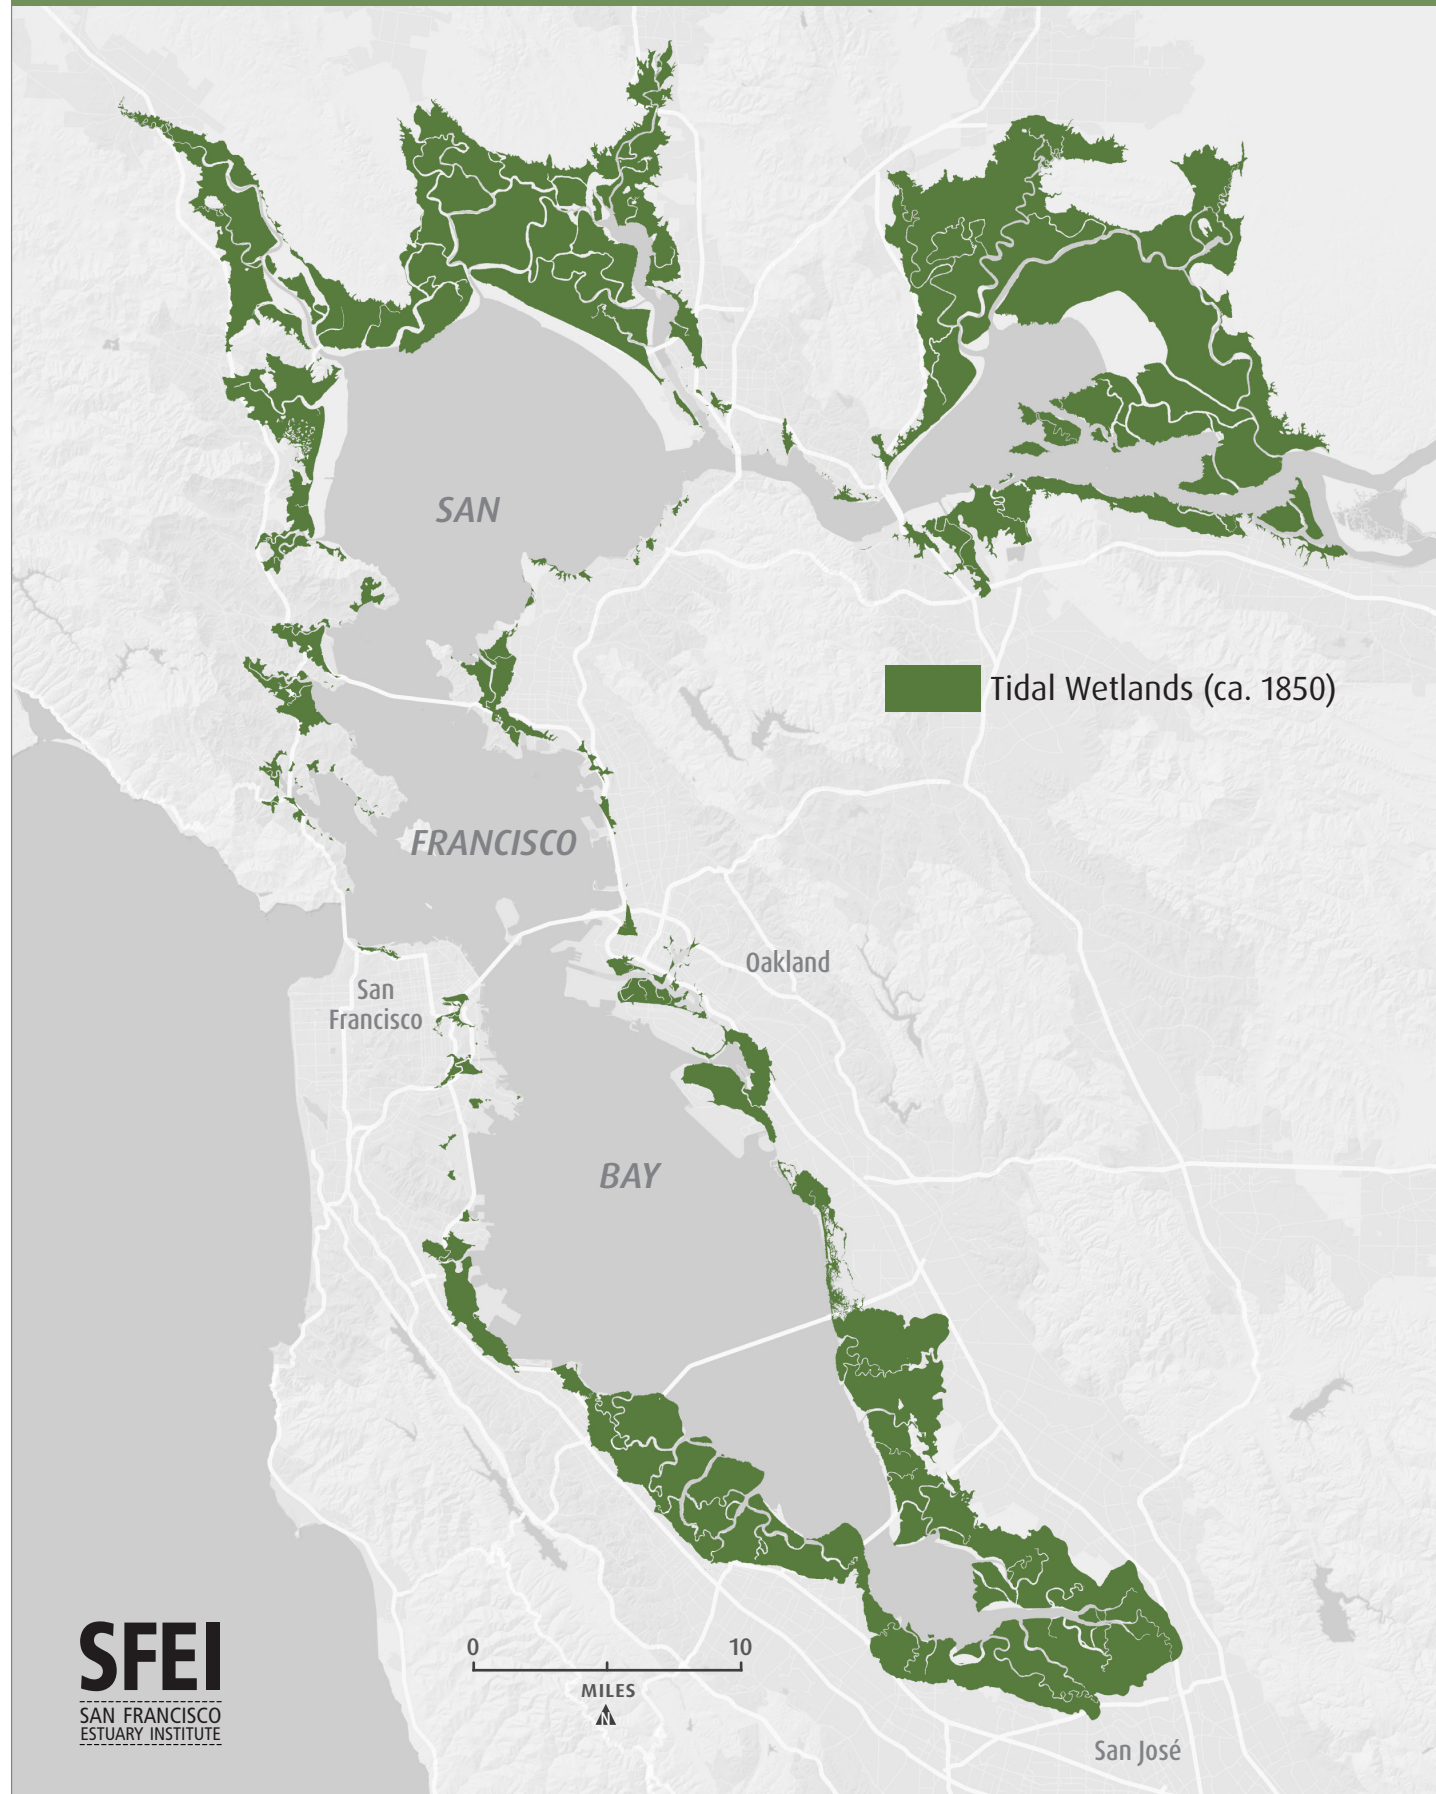 SAN
Tidal Wetlands (ca. 1850)
FRANCISCO
Oakland
San
Francisco
BAY
SFEI
SAN FRANCISCO
ESTUARY INSTITUTE
0 10
MILES
N
San José